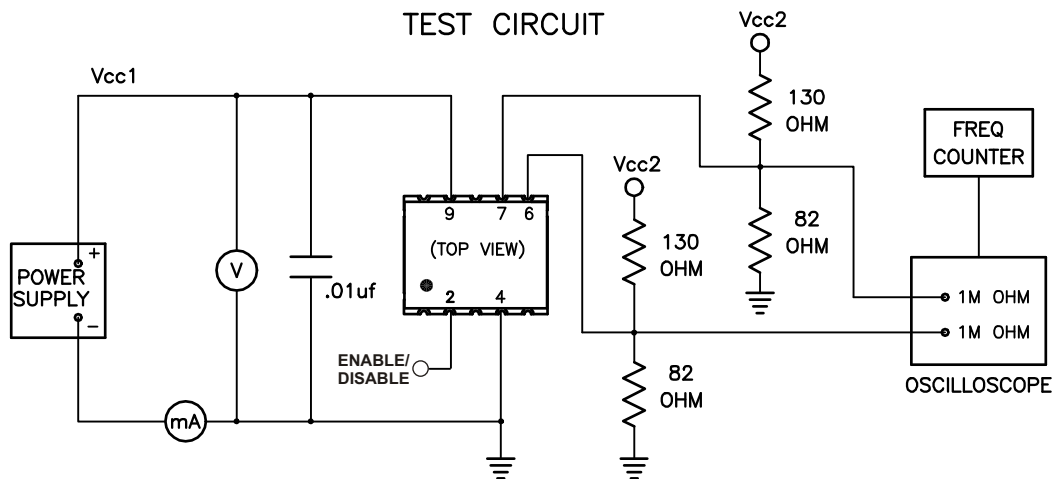 TEST CIRCUIT
Vcc1
Vcc2
130
OHM
FREQ
COUNTER
Vcc2
9
7
6
(TOP VIEW)
82
OHM
130
OHM
+
POWER
SUPPLY
−
V
.01uf
2
4
1M OHM
1M OHM
ENABLE/
DISABLE
82
OHM
OSCILLOSCOPE
mA